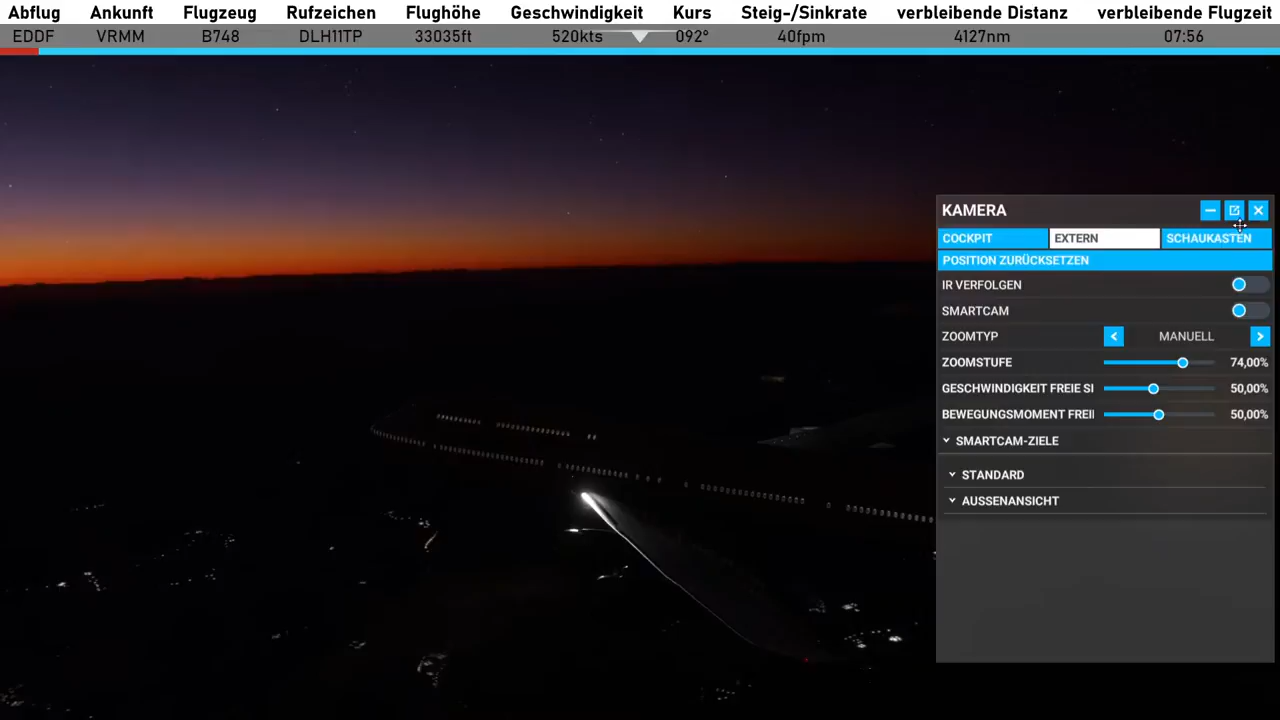 Abflug Ankunft Flugzeug Rufzeichen Flughöhe Geschwindigkeit Kurs Steig-/Sinkrate verbleibende Distanz verbleibende Flugzeit
EDDF VRMM B748 DLH11TP 33035ft 520kts 092° 40fpm 4127nm 07:56
KAMERA
COCKPIT EXTERN SCHAUKASTEN
POSITION ZURÜCKSETZEN
IR VERFOLGEN
SMARTCAM
ZOOMTYP MANUELL
ZOOMSTUFE 74,00%
GESCHWINDIGKEIT FREIE SI 50,00%
BEWEGUNGSMOMENT FREII 50,00%
SMARTCAM-ZIELE
STANDARD
AUSSENANSICHT